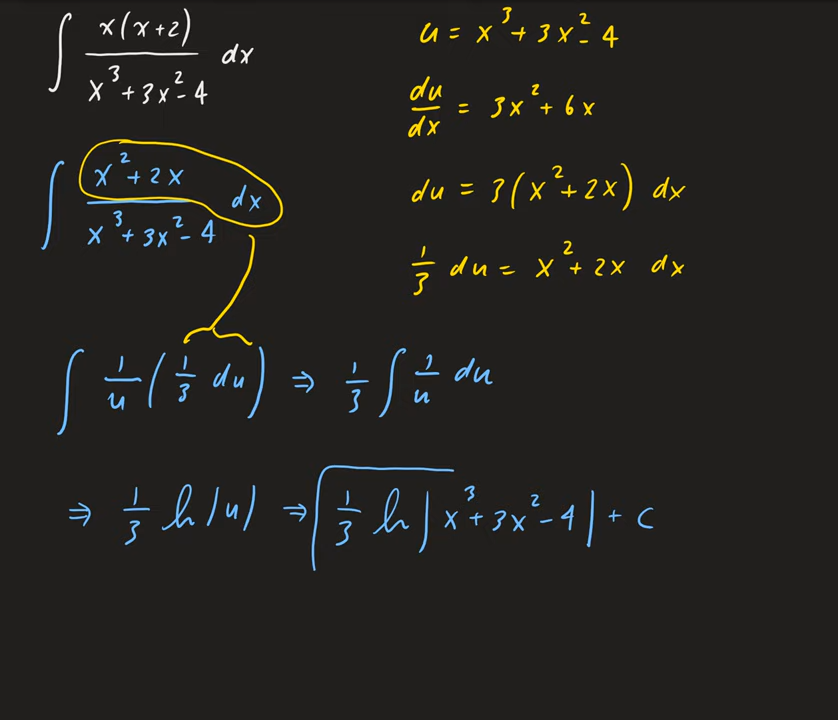 ∫ x(x+2) / x³+3x²-4 dx
u = x³+3x²-4
du/dx = 3x²+6x
∫ x²+2x / x³+3x²-4 dx
du = 3(x²+2x) dx
1/3 du = x²+2x dx
∫ 1/u (1/3 du) ⇒ 1/3 ∫ 1/u du
⇒ 1/3 ln|u| ⇒ 1/3 ln|x³+3x²-4| + c